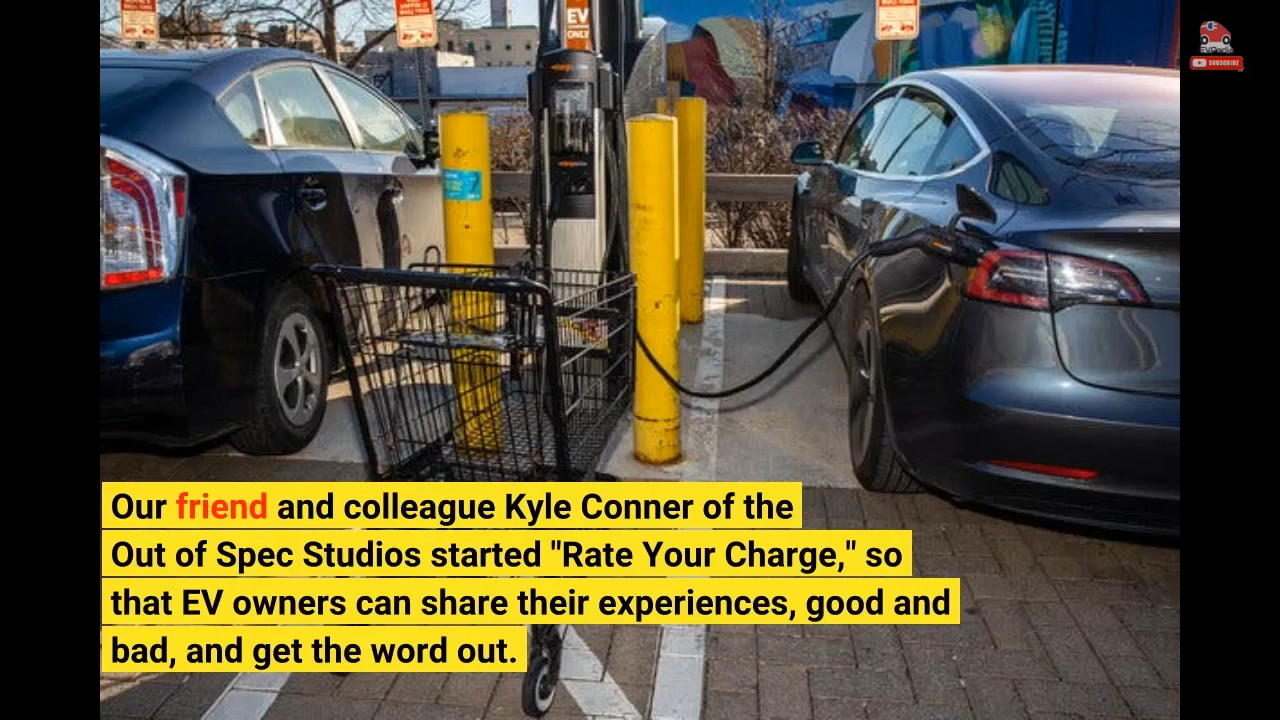 EV
ONLY
EVPedia
SUBSCRIBE
Our friend and colleague Kyle Conner of the
Out of Spec Studios started "Rate Your Charge," so
that EV owners can share their experiences, good and
bad, and get the word out.